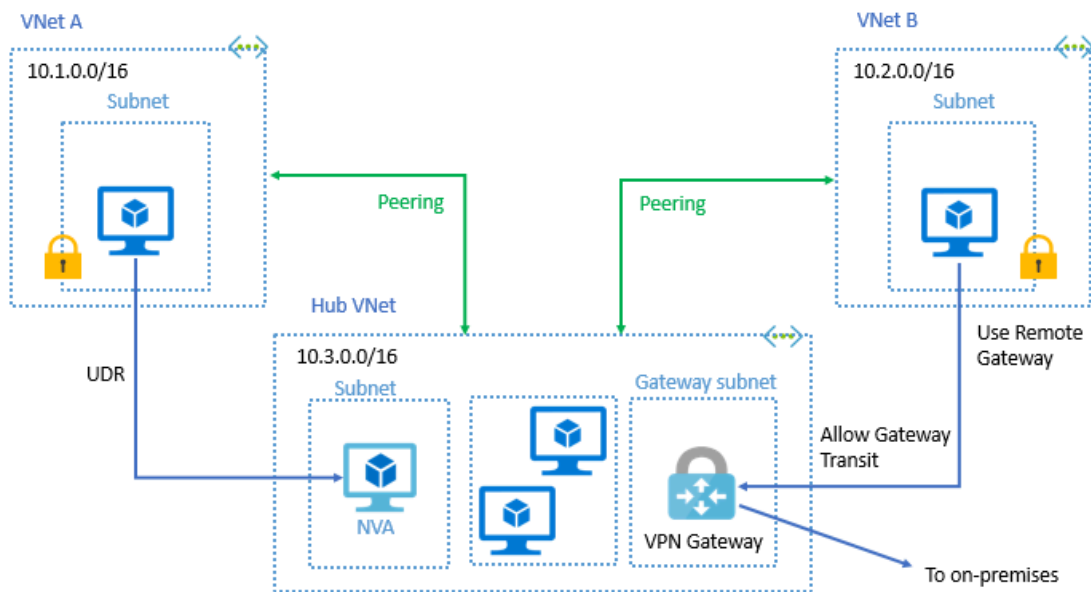 VNet A
VNet B
10.1.0.0/16
10.2.0.0/16
Subnet
Subnet
Peering
Peering
Hub VNet
Use Remote
Gateway
10.3.0.0/16
UDR
Subnet
Gateway subnet
Allow Gateway
Transit
NVA
VPN Gateway
To on-premises